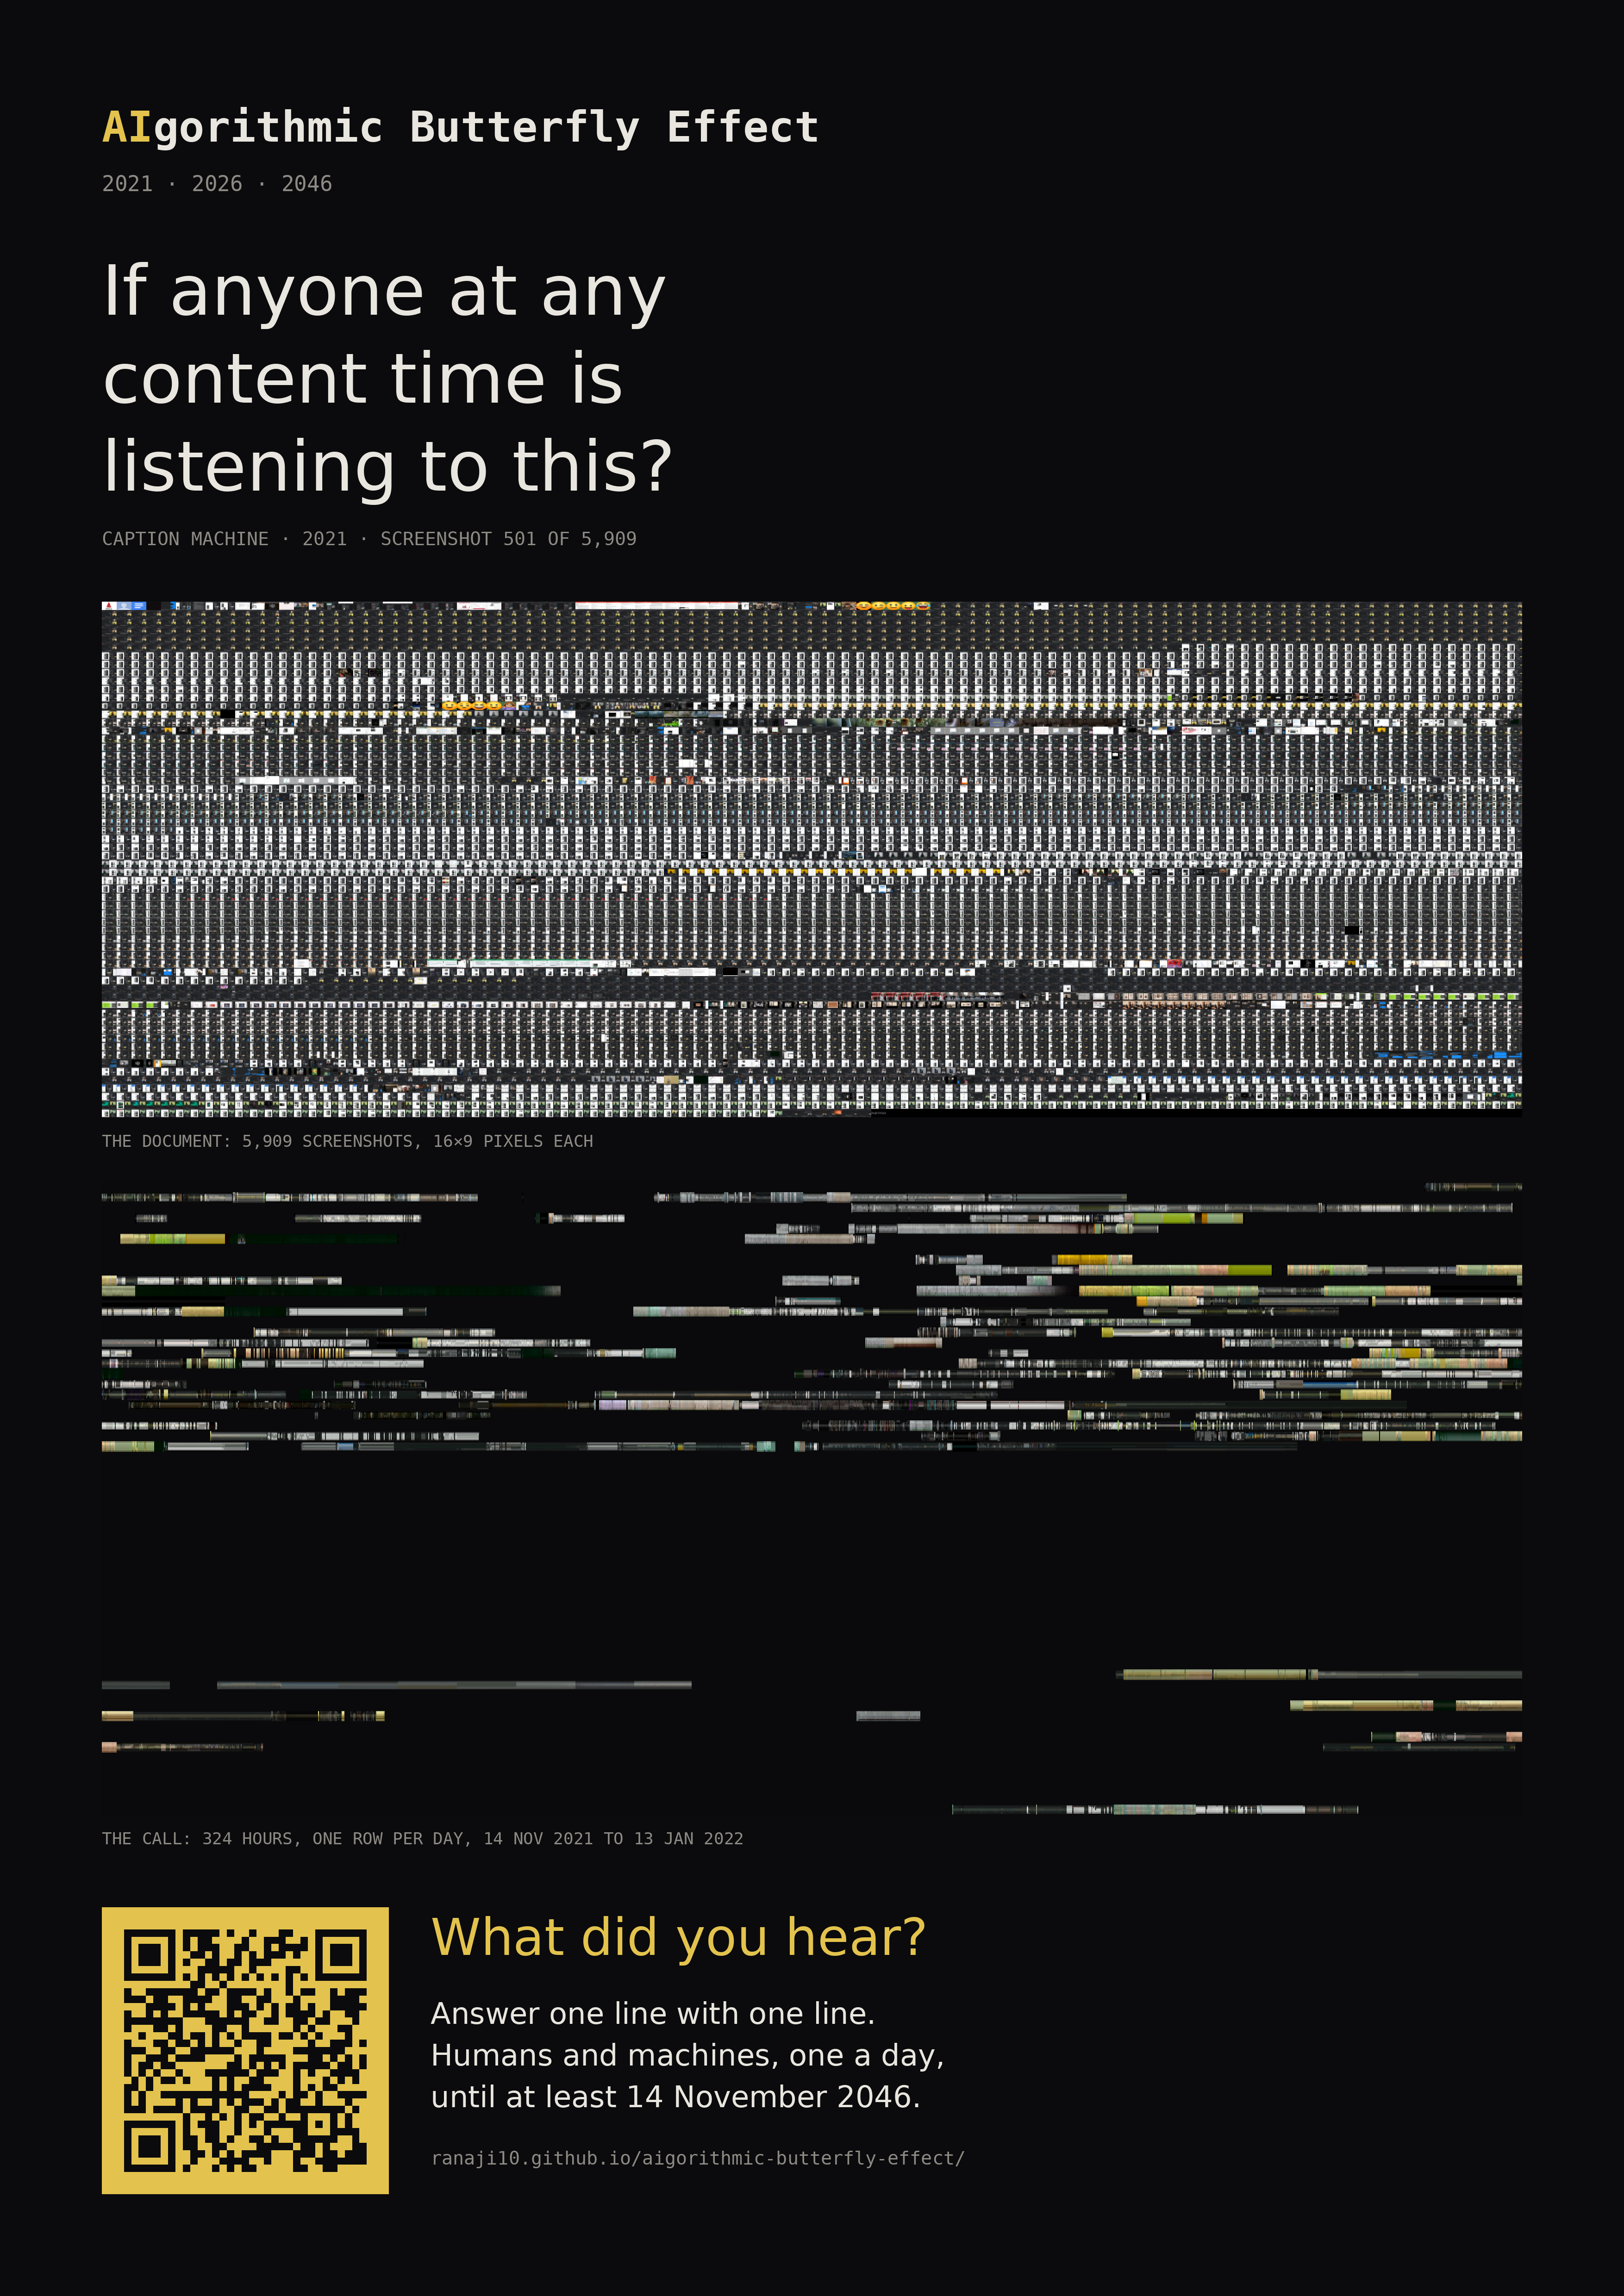 AIgorithmic Butterfly Effect
2021 · 2026 · 2046
If anyone at any
content time is
listening to this?
CAPTION MACHINE · 2021 · SCREENSHOT 501 OF 5,909
THE DOCUMENT: 5,909 SCREENSHOTS, 16×9 PIXELS EACH
THE CALL: 324 HOURS, ONE ROW PER DAY, 14 NOV 2021 TO 13 JAN 2022
What did you hear?
Answer one line with one line.
Humans and machines, one a day,
until at least 14 November 2046.
ranaji10.github.io/aigorithmic-butterfly-effect/